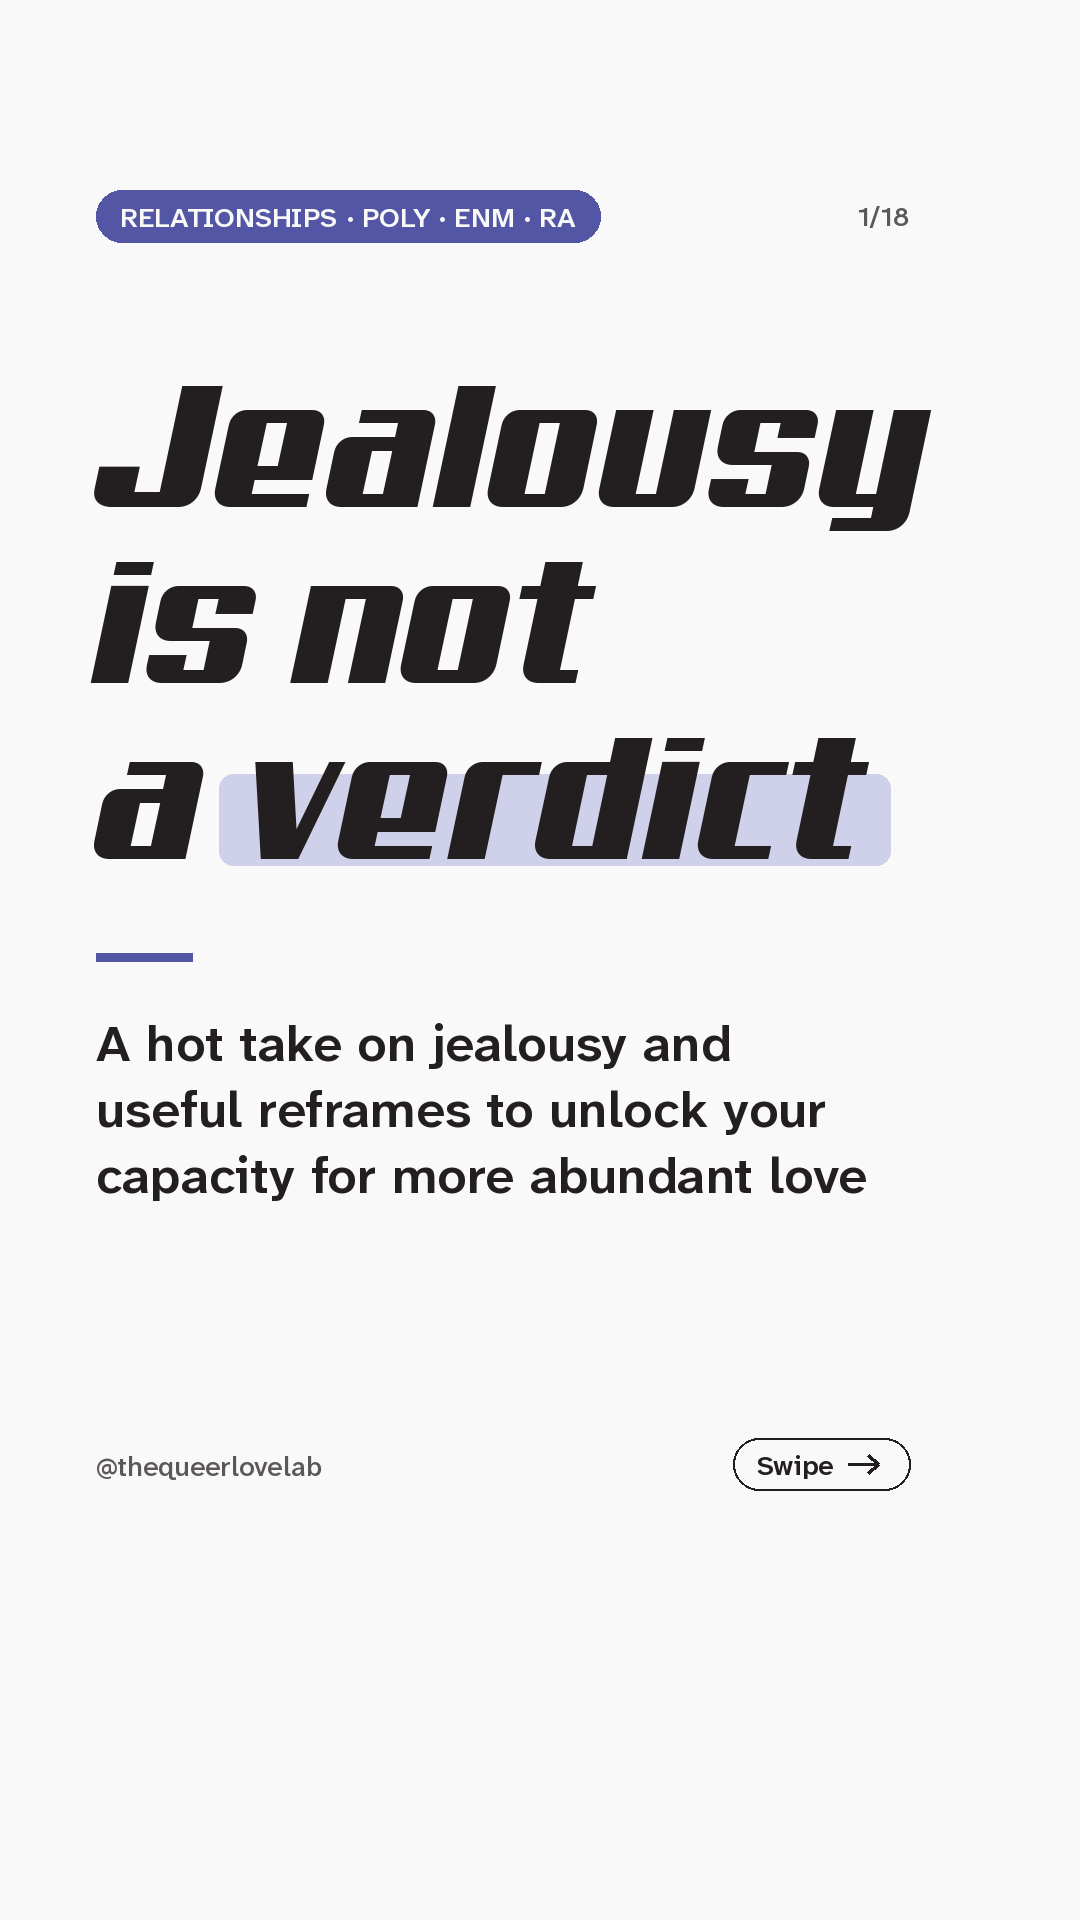 RELATIONSHIPS · POLY · ENM · RA
1/18
Jealousy
is not
a verdict
A hot take on jealousy and
useful reframes to unlock your
capacity for more abundant love
@thequeerlovelab
Swipe →